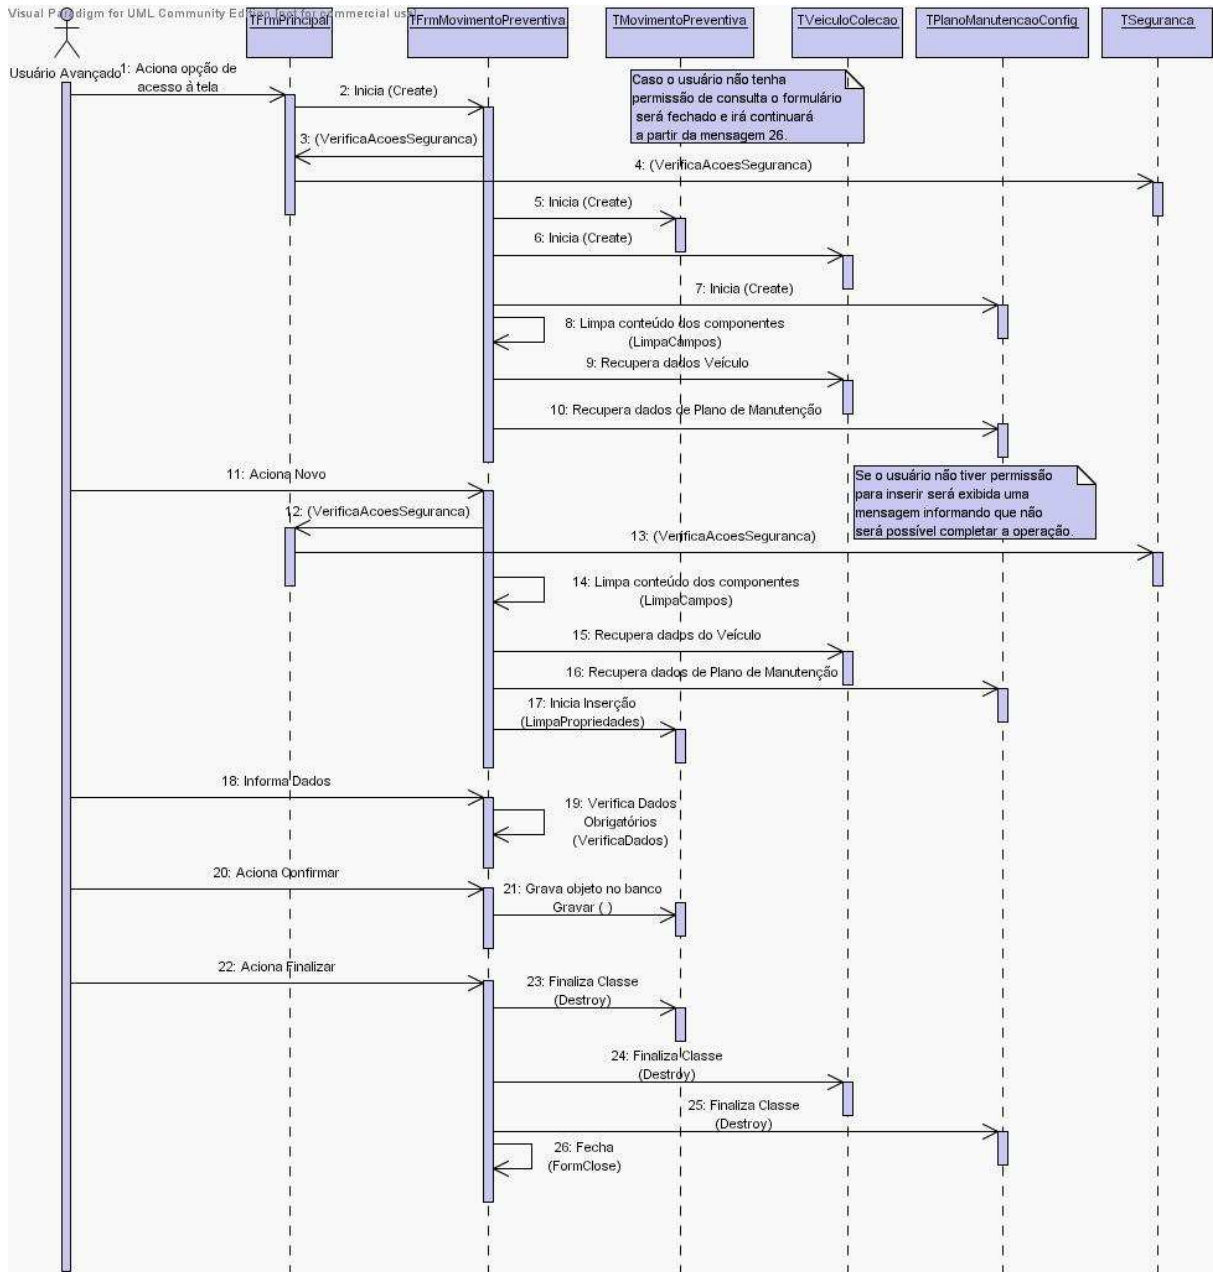 Visual Paradigm for UML Community Edition [not for commercial use]
TFrmPrincipal
TFrmMovimentoPreventiva
TMovimentoPreventiva
TVeiculoColecao
TPlanoManutencaoConfig
TSeguranca
Usuário Avançado
1: Aciona opção de
acesso à tela
2: Inicia (Create)
Caso o usuário não tenha
permissão de consulta o formulário
será fechado e irá continuará
a partir da mensagem 26.
3: (VerificaAcoesSeguranca)
4: (VerificaAcoesSeguranca)
5: Inicia (Create)
6: Inicia (Create)
7: Inicia (Create)
8: Limpa conteúdo dos componentes
(LimpaCampos)
9: Recupera dados Veículo
10: Recupera dados de Plano de Manutenção
11: Aciona Novo
Se o usuário não tiver permissão
para inserir será exibida uma
mensagem informando que não
será possível completar a operação.
12: (VerificaAcoesSeguranca)
13: (VerificaAcoesSeguranca)
14: Limpa conteúdo dos componentes
(LimpaCampos)
15: Recupera dados do Veículo
16: Recupera dados de Plano de Manutenção
17: Inicia Inserção
(LimpaPropriedades)
18: Informa Dados
19: Verifica Dados
Obrigatórios
(VerificaDados)
20: Aciona Confirmar
21: Grava objeto no banco
Gravar ( )
22: Aciona Finalizar
23: Finaliza Classe
(Destroy)
24: Finaliza Classe
(Destroy)
25: Finaliza Classe
(Destroy)
26: Fecha
(FormClose)